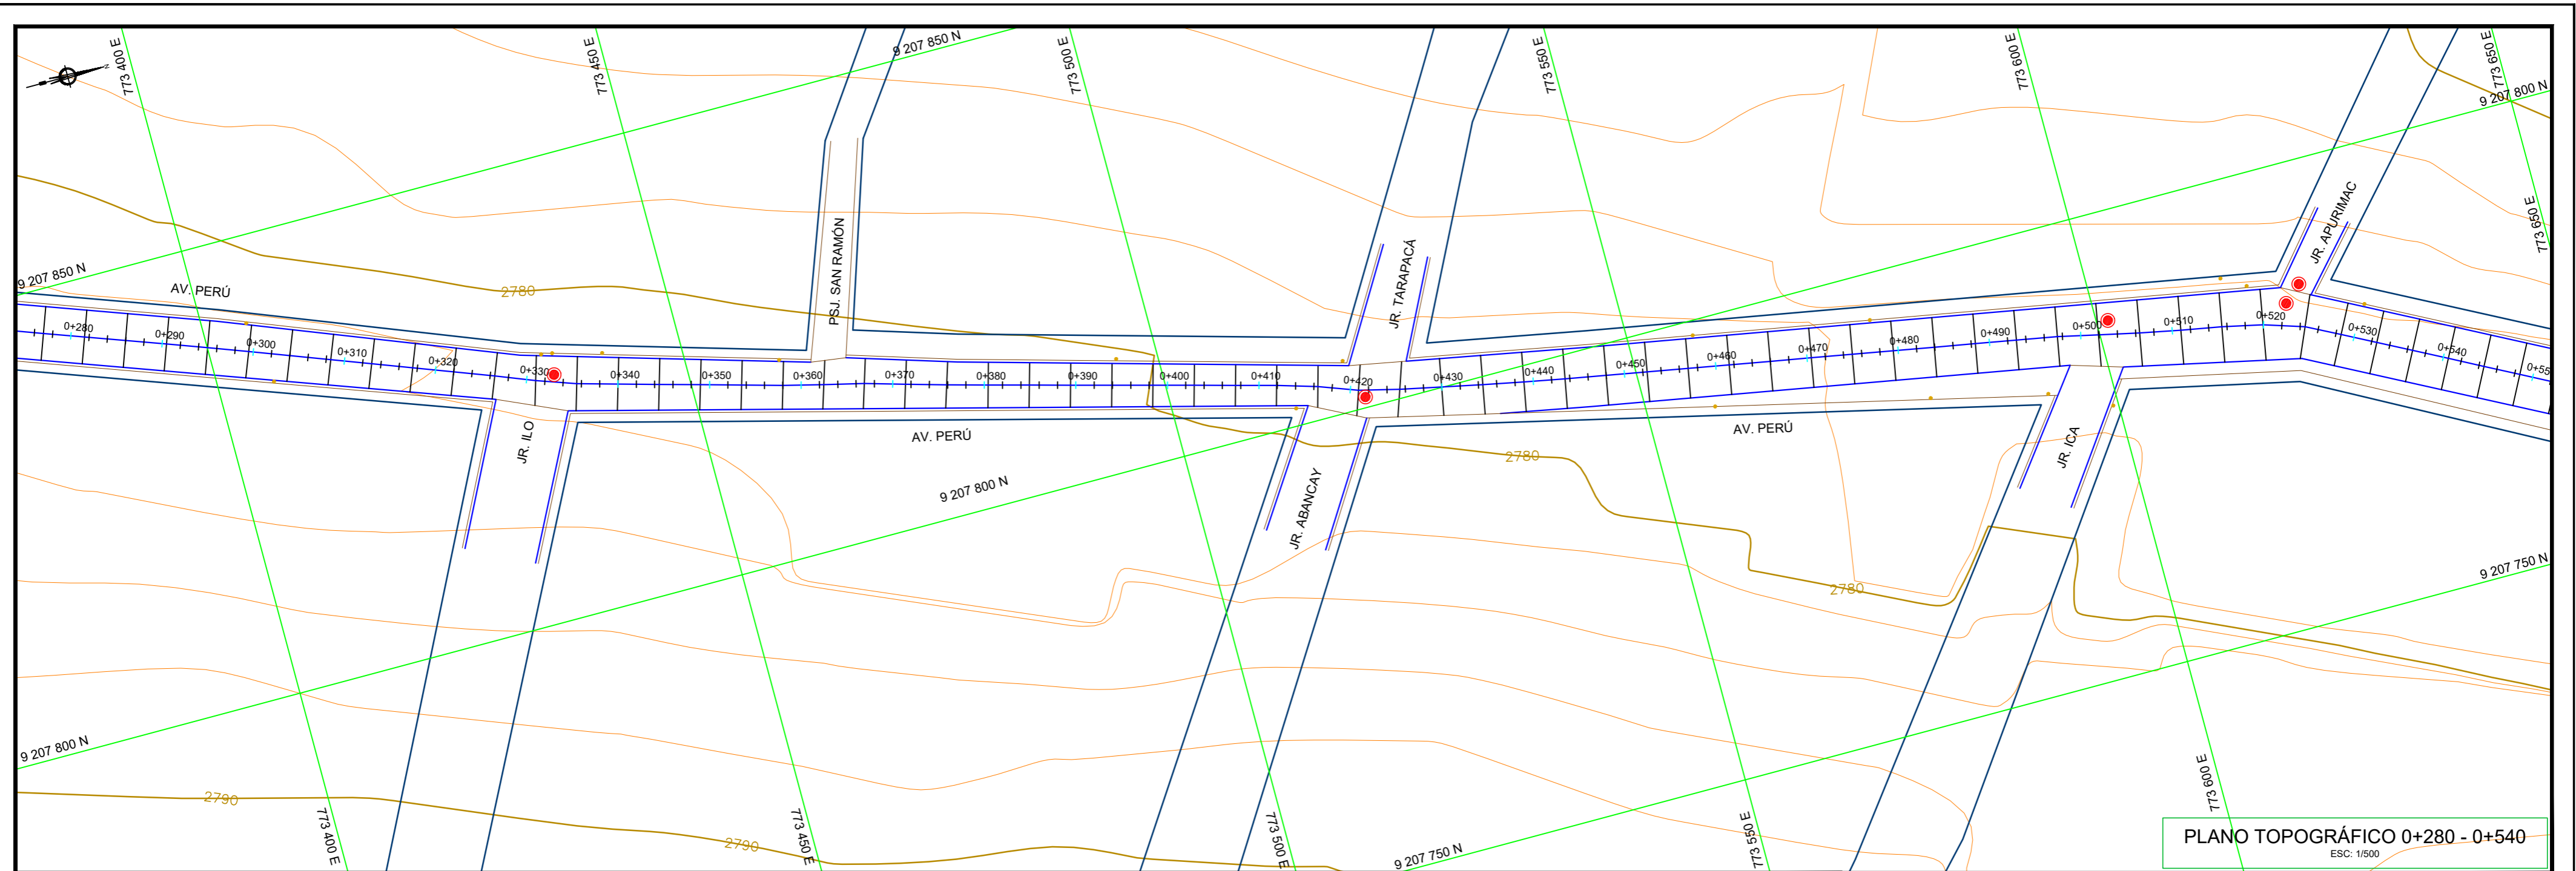 773 400 E
773 450 E
9 207 850 N
773 500 E
773 550 E
773 600 E
773 650 E
9 207 800 N
9 207 850 N
AV. PERÚ
2780
PSJ. SAN RAMÓN
JR. TARAPACÁ
JR. APURIMAC
773 650 E
0+280
0+290
0+300
0+310
0+320
0+330
0+340
0+350
0+360
0+370
0+380
0+390
0+400
0+410
0+420
0+430
0+440
0+450
0+460
0+470
0+480
0+490
0+500
0+510
0+520
0+530
0+540
0+55
JR. ILO
AV. PERÚ
AV. PERÚ
JR. ICA
2780
9 207 800 N
JR. ABANCAY
2780
9 207 750 N
9 207 800 N
2790
773 400 E
2790
773 450 E
773 500 E
9 207 750 N
773 550 E
773 600 E
PLANO TOPOGRÁFICO 0+280 - 0+540
ESC: 1/500